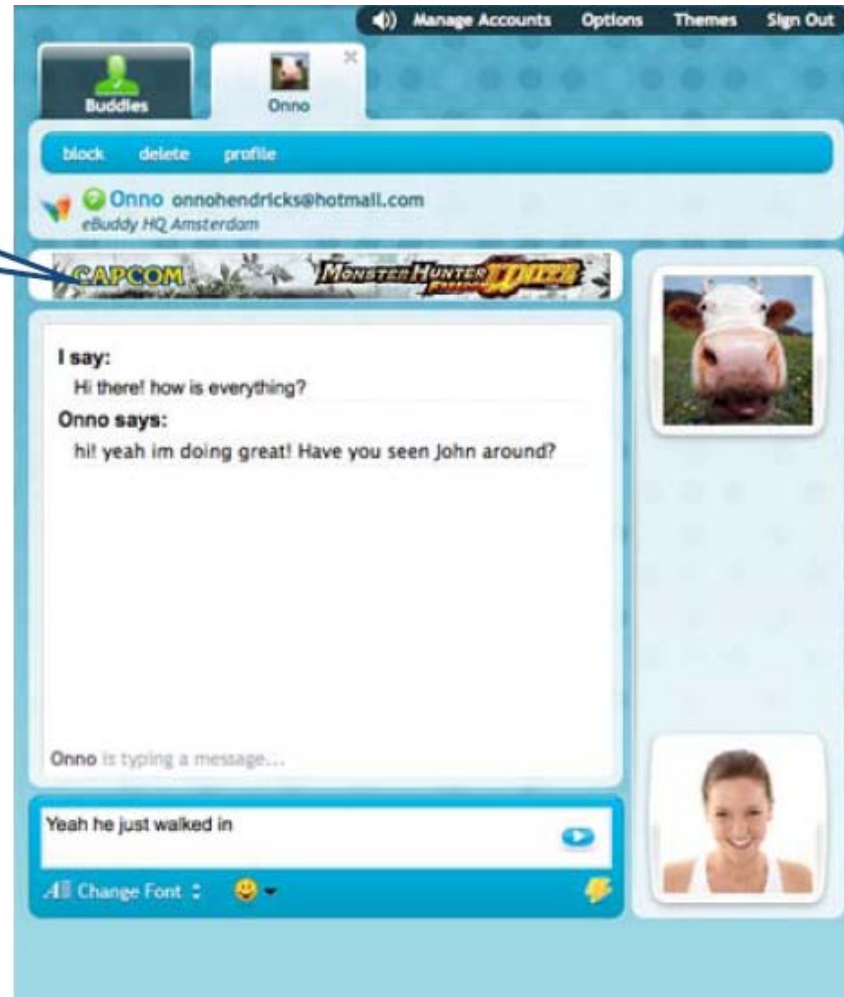 Manage Accounts Options Themes Sign Out
Buddies
Onno
block delete profile
Onno onnohendricks@hotmail.com
eBuddy HQ Amsterdam
CAPCOM MONSTER HUNTER FREEDOM UNITE
I say:
Hi there! how is everything?
Onno says:
hi! yeah im doing great! Have you seen John around?
Onno is typing a message...
Yeah he just walked in
Change Font